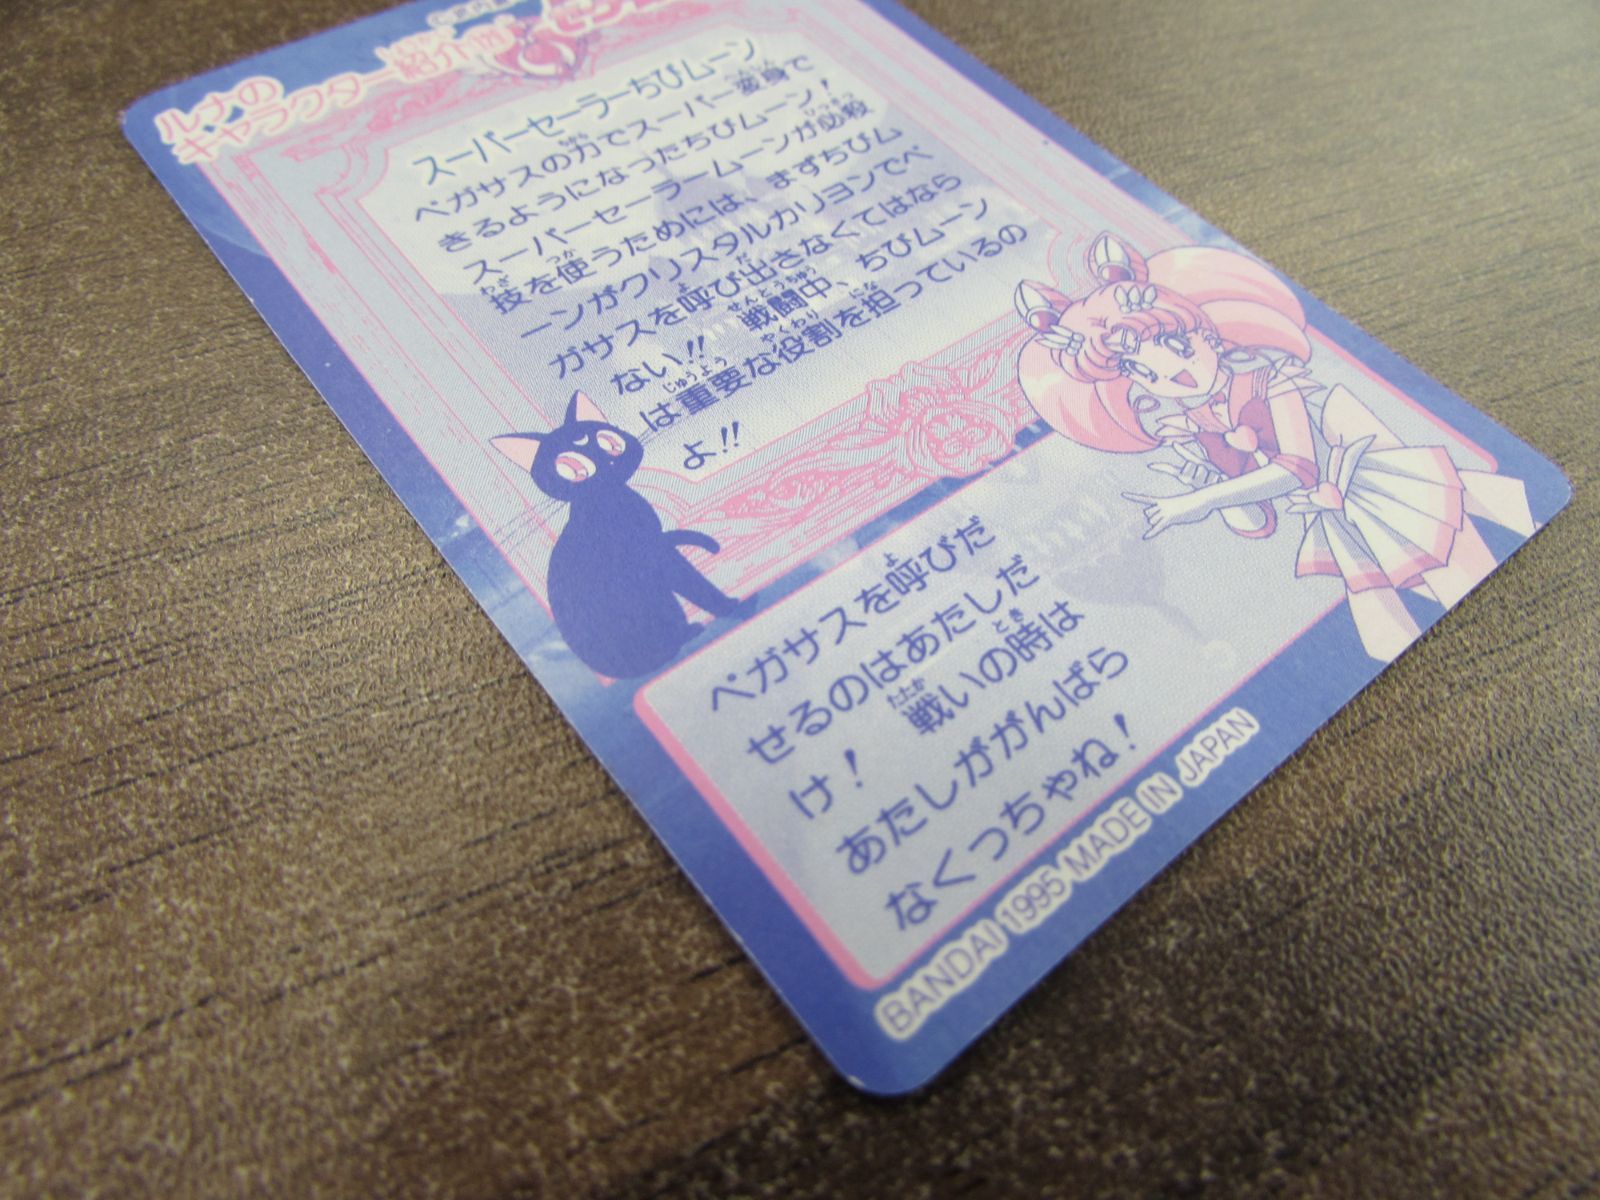 ルナの
キャラクター紹介
スーパーセーラーちびムーン
ペガサスの力でスーパー変身で
きるようになったちびムーン！
スーパーセーラームーンが必殺
技を使うためには、まずちびム
ーンがクリスタルカリヨンでペ
ガサスを呼び出さなくてはなら
ない!! 戦闘中、ちびムーン
は重要な役割を担っているの
よ!!
ペガサスを呼びだ
せるのはあたしだ
け！ 戦いの時は
あたしががんばら
なくっちゃね！
BANDAI 1995 MADE IN JAPAN